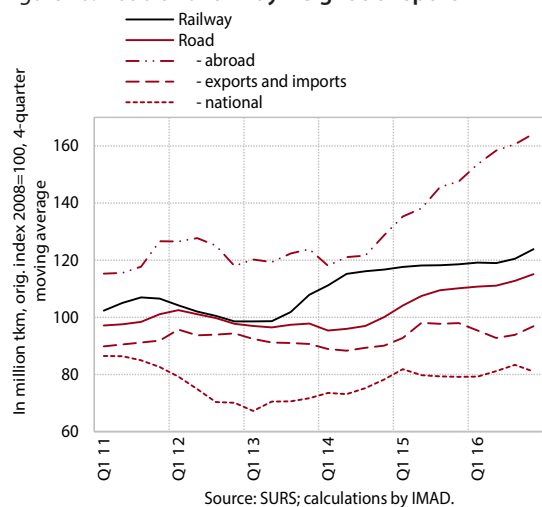 Railway
Road
- abroad
- exports and imports
- national
In million tkm, orig. index 2008=100, 4-quarter
moving average
160
140
120
100
80
60
Q1 11
Q1 12
Q1 13
Q1 14
Q1 15
Q1 16
Source: SURS; calculations by IMAD.